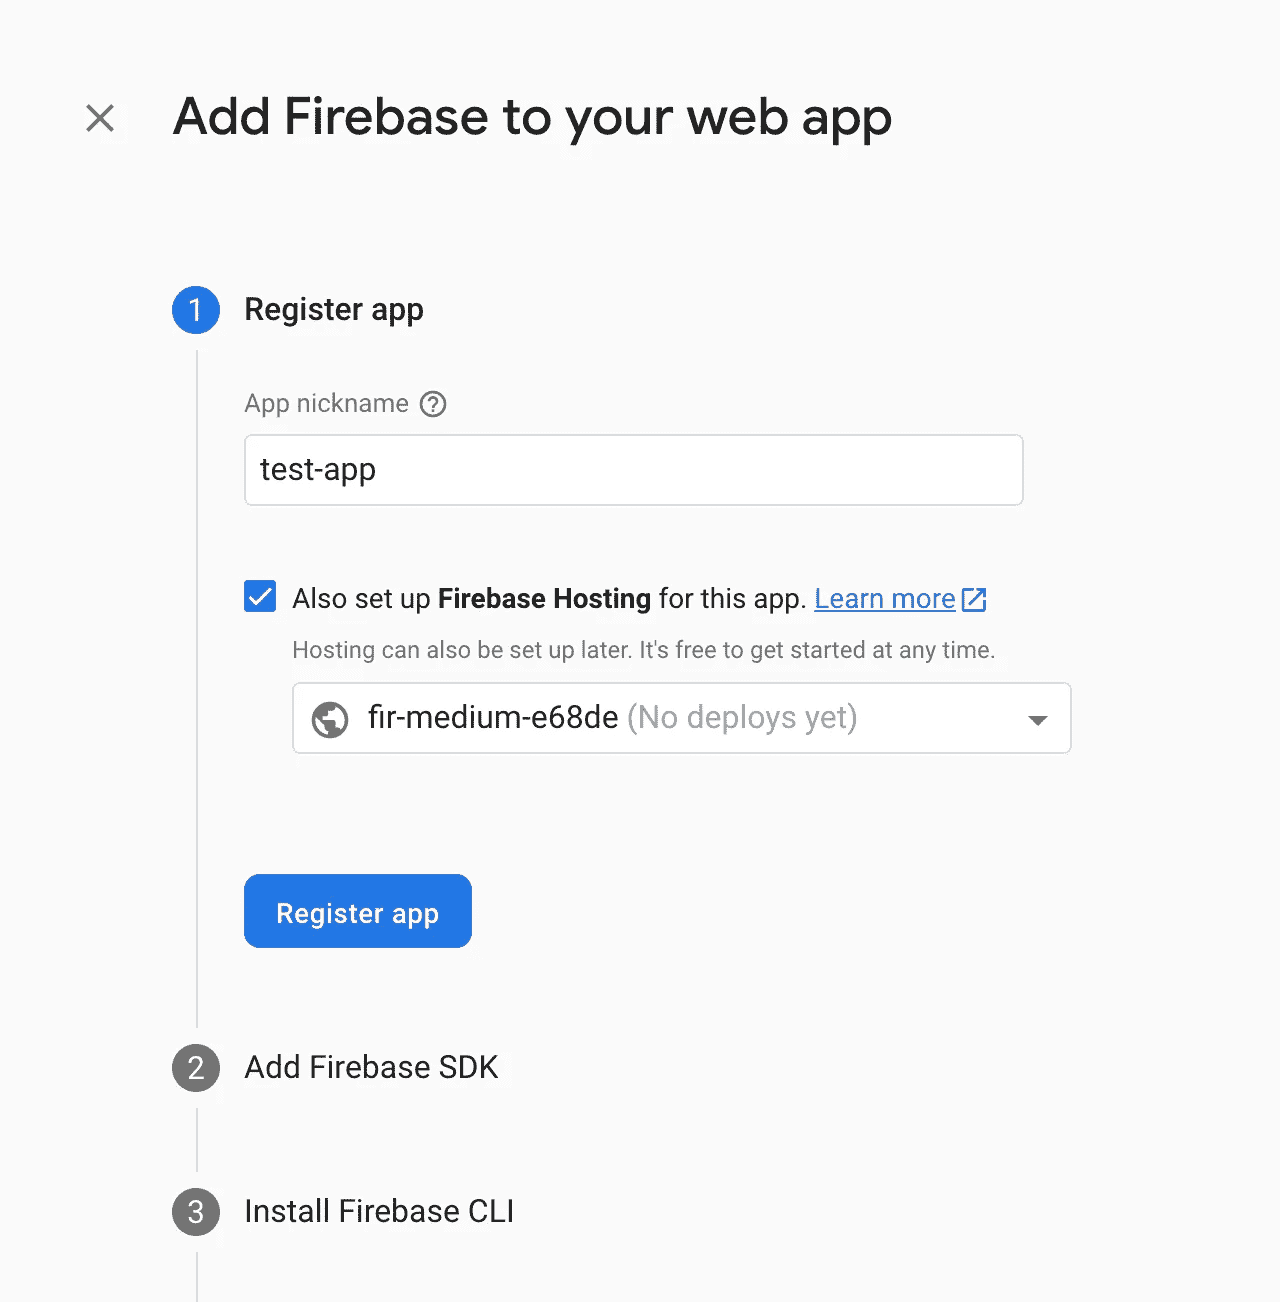 Add Firebase to your web app
1 Register app
App nickname ?
test-app
Also set up Firebase Hosting for this app. Learn more
Hosting can also be set up later. It's free to get started at any time.
fir-medium-e68de (No deploys yet)
Register app
2 Add Firebase SDK
3 Install Firebase CLI